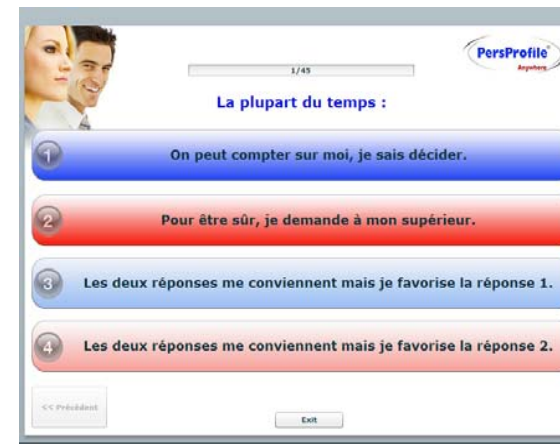 PersProfile
Anywhere
1/45
La plupart du temps :
1
On peut compter sur moi, je sais décider.
2
Pour être sûr, je demande à mon supérieur.
3
Les deux réponses me conviennent mais je favorise la réponse 1.
4
Les deux réponses me conviennent mais je favorise la réponse 2.
<< Précédent
Exit